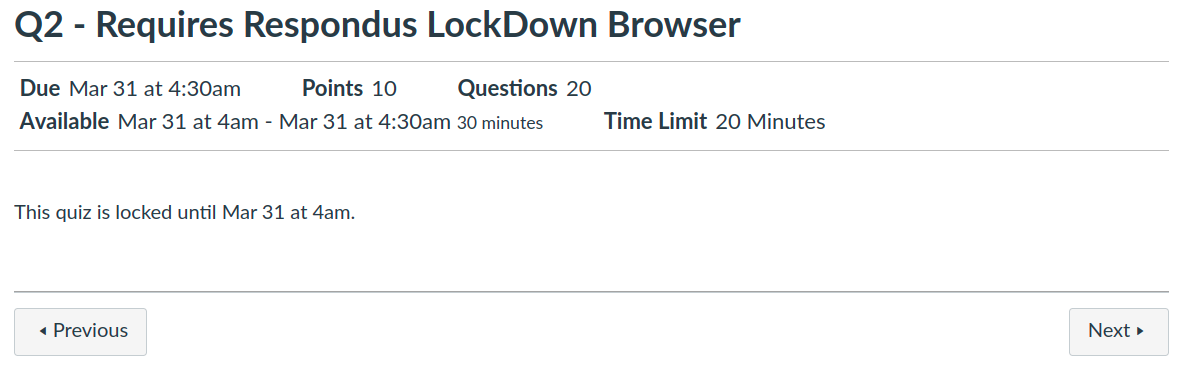 Q2 - Requires Respondus LockDown Browser
Due Mar 31 at 4:30am Points 10 Questions 20
Available Mar 31 at 4am - Mar 31 at 4:30am 30 minutes Time Limit 20 Minutes
This quiz is locked until Mar 31 at 4am.
Previous Next